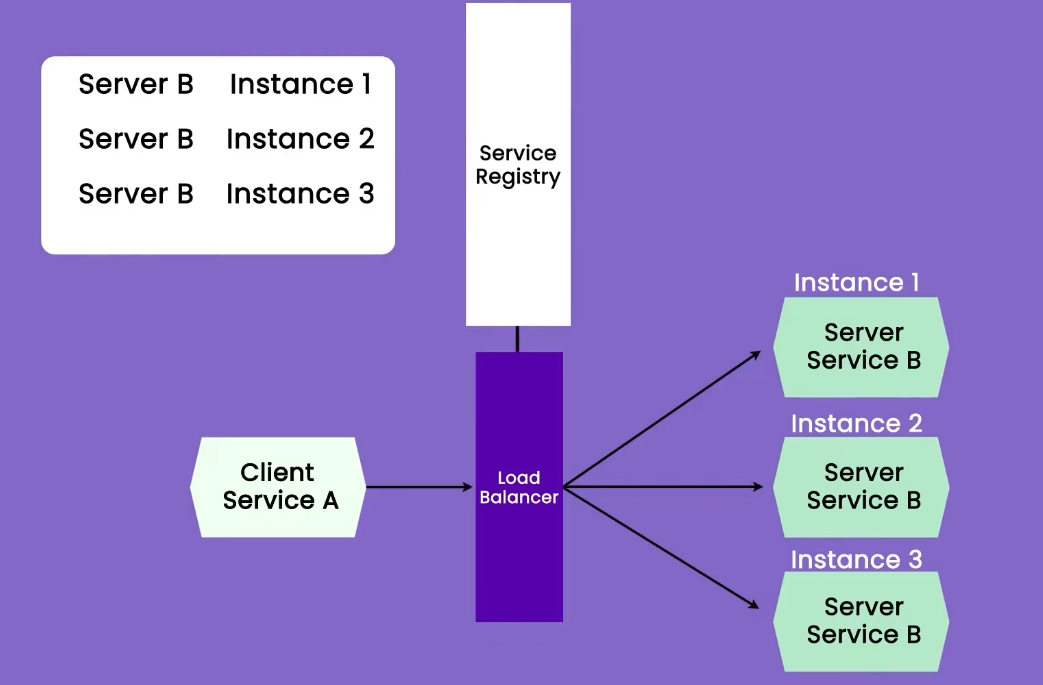 Server B Instance 1
Server B Instance 2
Server B Instance 3
Service
Registry
Load
Balancer
Client
Service A
Instance 1
Server
Service B
Instance 2
Server
Service B
Instance 3
Server
Service B